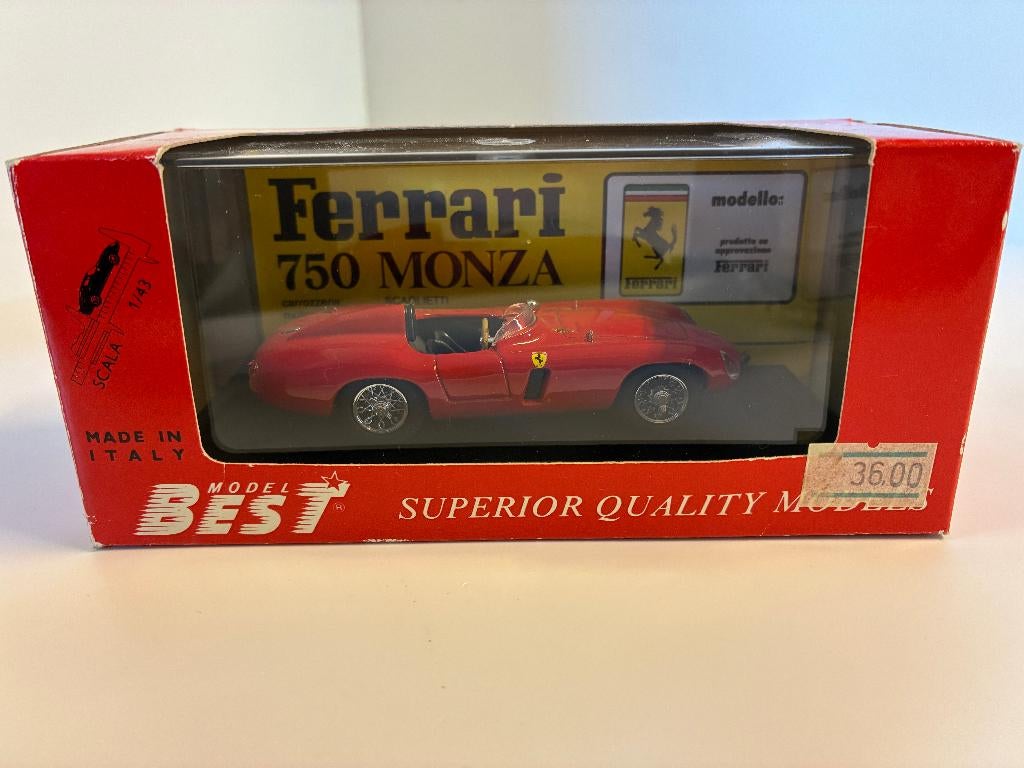 Ferrari
750 MONZA
carrozzeria SCAGLIETTI
modello:
prodotto su
approvazione
Ferrari
Ferrari
SCALA 1/43
MADE IN
ITALY
MODEL
BEST ®
SUPERIOR QUALITY MODELS
36.00